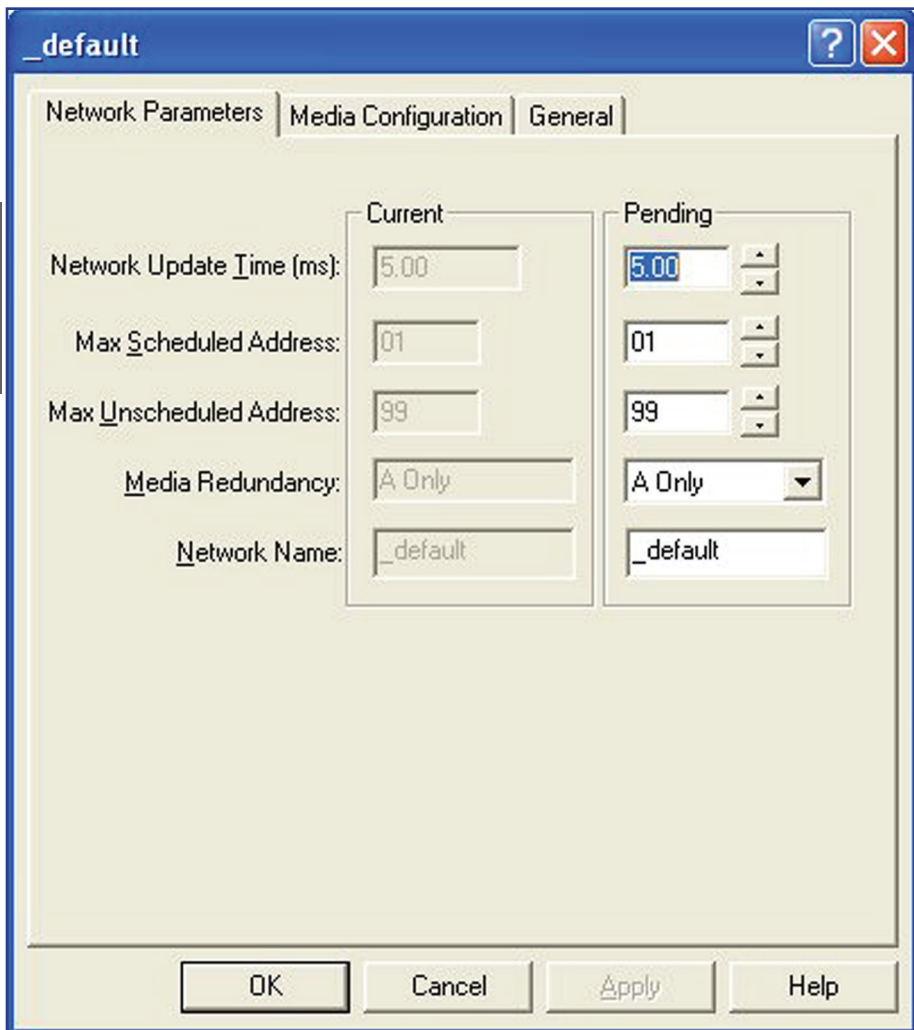 _default
Network Parameters Media Configuration General
Current Pending
Network Update Time (ms): 5.00 5.00
Max Scheduled Address: 01 01
Max Unscheduled Address: 99 99
Media Redundancy: A Only A Only
Network Name: _default _default
OK Cancel Apply Help